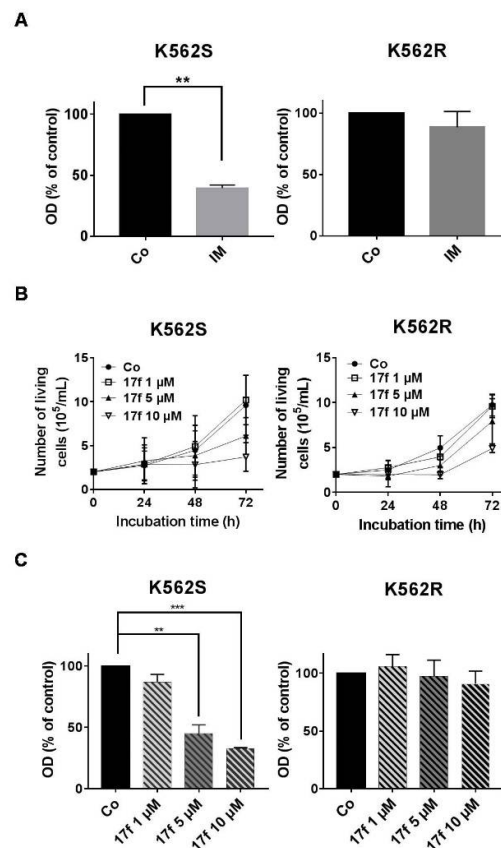 A
K562S
K562R
**
OD (% of control)
100
50
0
Co
IM
OD (% of control)
100
50
0
Co
IM
B
K562S
K562R
Number of living
cells (10⁵/mL)
15
10
5
0
Co
17f 1 µM
17f 5 µM
17f 10 µM
0 24 48 72
Incubation time (h)
Number of living
cells (10⁵/mL)
15
10
5
0
Co
17f 1 µM
17f 5 µM
17f 10 µM
0 24 48 72
Incubation time (h)
C
K562S
K562R
***
**
OD (% of control)
100
50
0
Co
17f 1 µM
17f 5 µM
17f 10 µM
OD (% of control)
100
50
0
Co
17f 1 µM
17f 5 µM
17f 10 µM